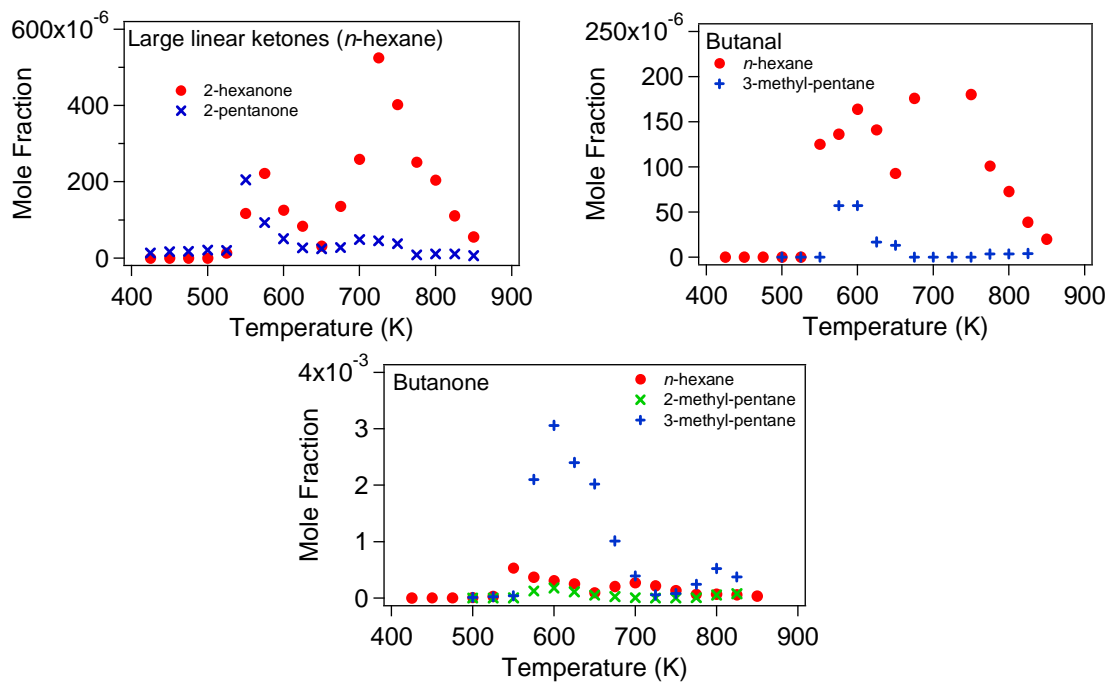 600x10-6
Large linear ketones (n-hexane)
2-hexanone
2-pentanone
400
200
0
Mole Fraction
400 500 600 700 800 900
Temperature (K)
250x10-6
Butanal
n-hexane
3-methyl-pentane
200
150
100
50
0
Mole Fraction
400 500 600 700 800 900
Temperature (K)
4x10-3
Butanone
n-hexane
2-methyl-pentane
3-methyl-pentane
3
2
1
0
Mole Fraction
400 500 600 700 800 900
Temperature (K)